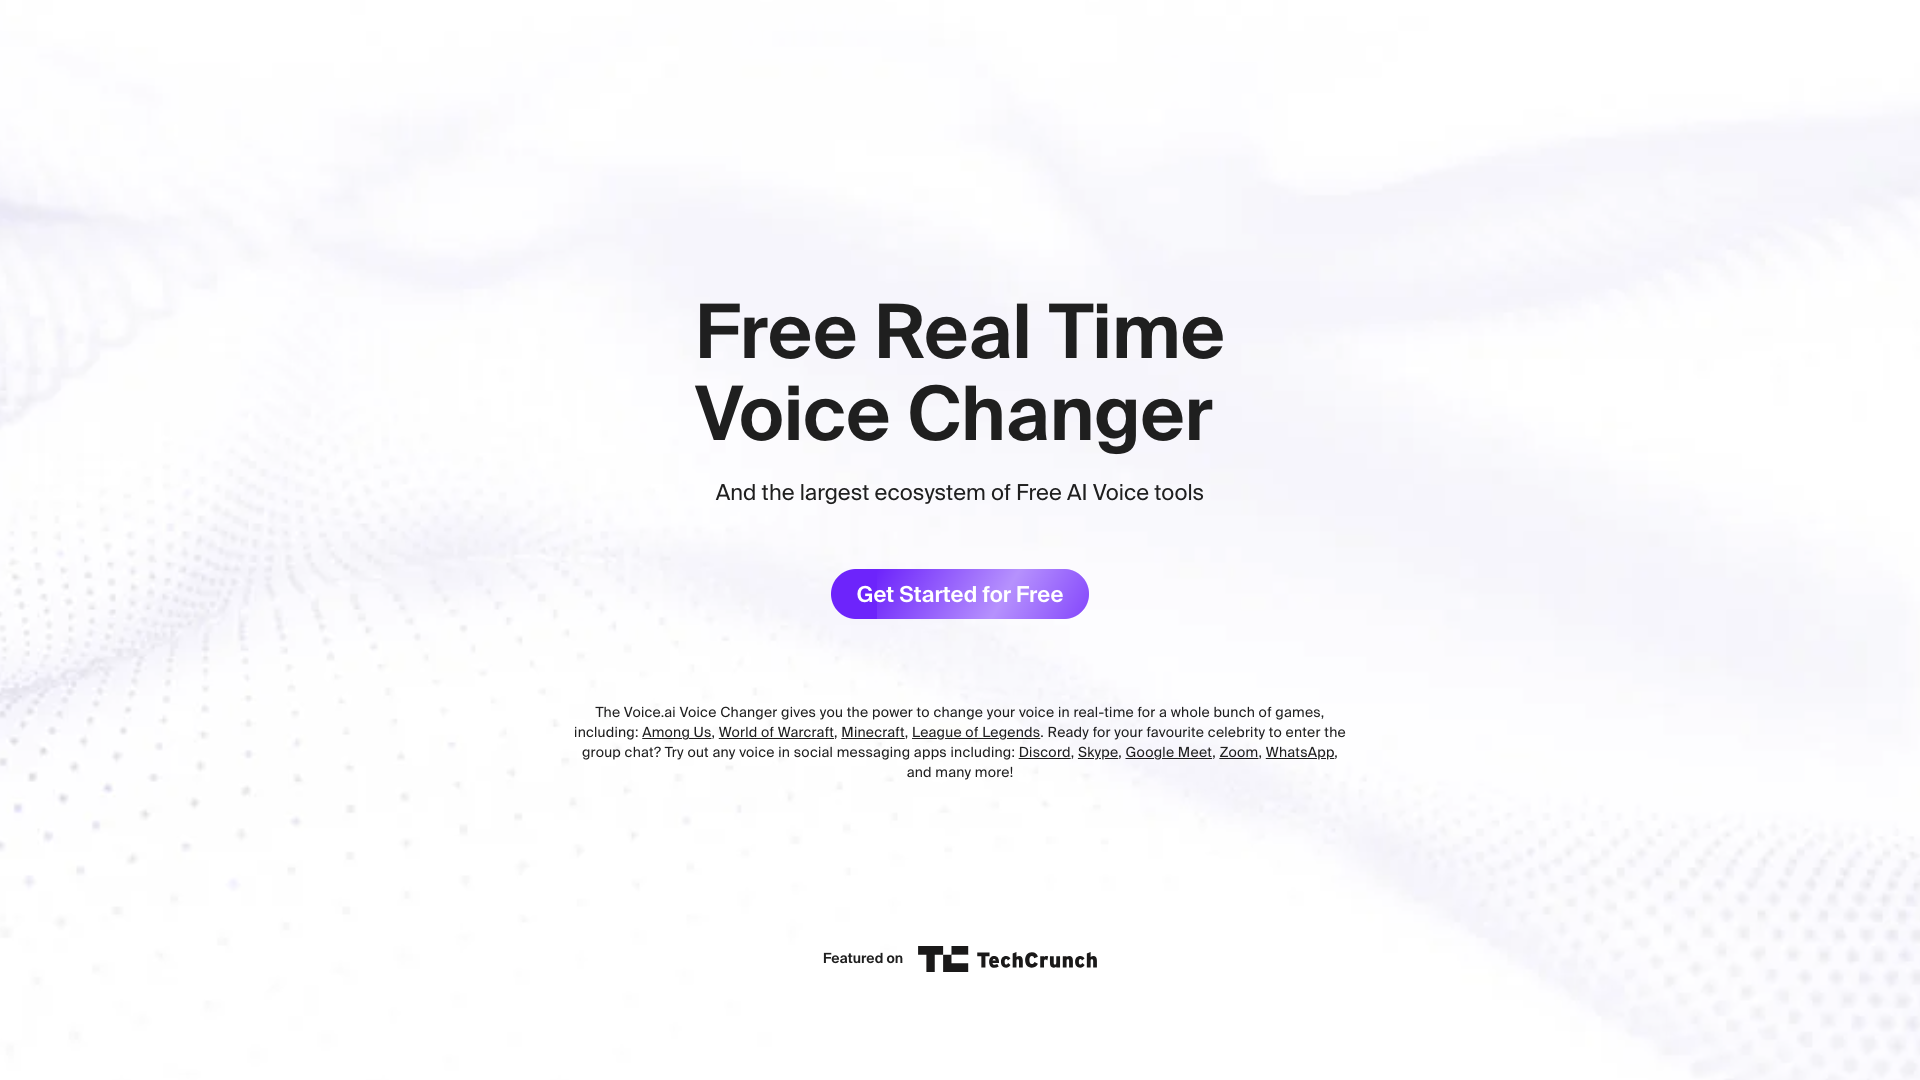 Free Real Time
Voice Changer
And the largest ecosystem of Free AI Voice tools
Get Started for Free
The Voice.ai Voice Changer gives you the power to change your voice in real-time for a whole bunch of games,
including: Among Us, World of Warcraft, Minecraft, League of Legends. Ready for your favourite celebrity to enter the
group chat? Try out any voice in social messaging apps including: Discord, Skype, Google Meet, Zoom, WhatsApp,
and many more!
Featured on TC TechCrunch